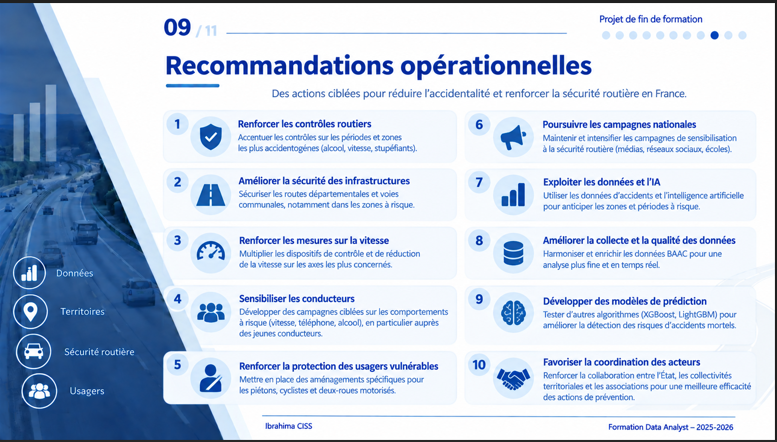 09 / 11
Projet de fin de formation
Recommandations opérationnelles
Des actions ciblées pour réduire l'accidentalité et renforcer la sécurité routière en France.
1
Renforcer les contrôles routiers
Accentuer les contrôles sur les périodes et zones
les plus accidentogènes (alcool, vitesse, stupéfiants).
2
Améliorer la sécurité des infrastructures
Sécuriser les routes départementales et voies
communales, notamment dans les zones à risque.
3
Renforcer les mesures sur la vitesse
Multiplier les dispositifs de contrôle et de réduction
de la vitesse sur les axes les plus concernés.
4
Sensibiliser les conducteurs
Développer des campagnes ciblées sur les comportements
à risque (vitesse, téléphone, alcool), en particulier auprès
des jeunes conducteurs.
5
Renforcer la protection des usagers vulnérables
Mettre en place des aménagements spécifiques pour
les piétons, cyclistes et deux-roues motorisés.
6
Poursuivre les campagnes nationales
Maintenir et intensifier les campagnes de sensibilisation
à la sécurité routière (médias, réseaux sociaux, écoles).
7
Exploiter les données et l'IA
Utiliser les données d'accidents et l'intelligence artificielle
pour anticiper les zones et périodes à risque.
8
Améliorer la collecte et la qualité des données
Harmoniser et enrichir les données BAAC pour une
analyse plus fine et en temps réel.
9
Développer des modèles de prédiction
Tester d'autres algorithmes (XGBoost, LightGBM) pour
améliorer la détection des risques d'accidents mortels.
10
Favoriser la coordination des acteurs
Renforcer la collaboration entre l'État, les collectivités
territoriales et les associations pour une meilleure efficacité
des actions de prévention.
Données
Territoires
Sécurité routière
Usagers
Ibrahima CISS
Formation Data Analyst – 2025-2026